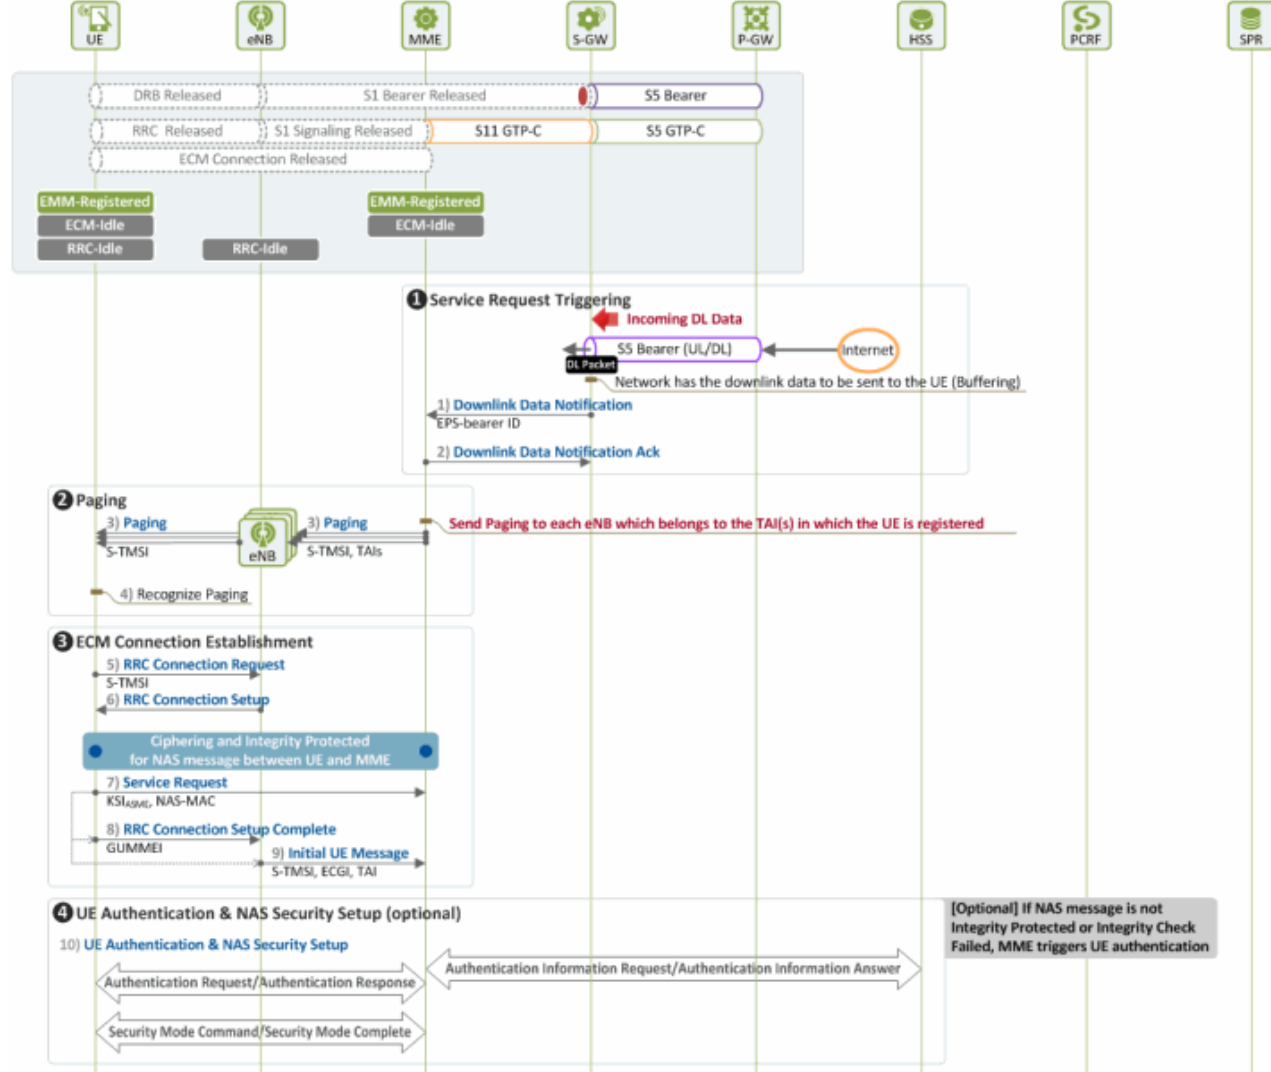 UE eNB MME S-GW P-GW HSS PCRF SPR
DRB Released S1 Bearer Released S5 Bearer
RRC Released S1 Signaling Released S11 GTP-C S5 GTP-C
ECM Connection Released
EMM-Registered EMM-Registered
ECM-Idle ECM-Idle
RRC-Idle RRC-Idle
1 Service Request Triggering
Incoming DL Data
S5 Bearer (UL/DL) Internet
DL Packet
Network has the downlink data to be sent to the UE (Buffering)
1) Downlink Data Notification
EPS-bearer ID
2) Downlink Data Notification Ack
2 Paging
3) Paging 3) Paging Send Paging to each eNB which belongs to the TAI(s) in which the UE is registered
S-TMSI eNB S-TMSI, TAIs
4) Recognize Paging
3 ECM Connection Establishment
5) RRC Connection Request
S-TMSI
6) RRC Connection Setup
Ciphering and Integrity Protected
for NAS message between UE and MME
7) Service Request
KSIASME, NAS-MAC
8) RRC Connection Setup Complete
GUMMEI
9) Initial UE Message
S-TMSI, ECGI, TAI
4 UE Authentication & NAS Security Setup (optional)
[Optional] If NAS message is not
Integrity Protected or Integrity Check
Failed, MME triggers UE authentication
10) UE Authentication & NAS Security Setup
Authentication Information Request/Authentication Information Answer
Authentication Request/Authentication Response
Security Mode Command/Security Mode Complete